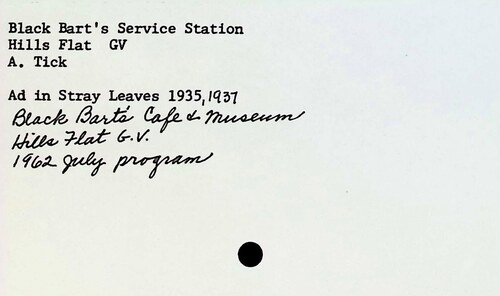 Black Bart's Service Station
Hills Flat  GV
A. Tick
Ad in Stray Leaves 1935,1937
Black Bart's Cafe & Museum
Hills Flat G.V.
1962 July program